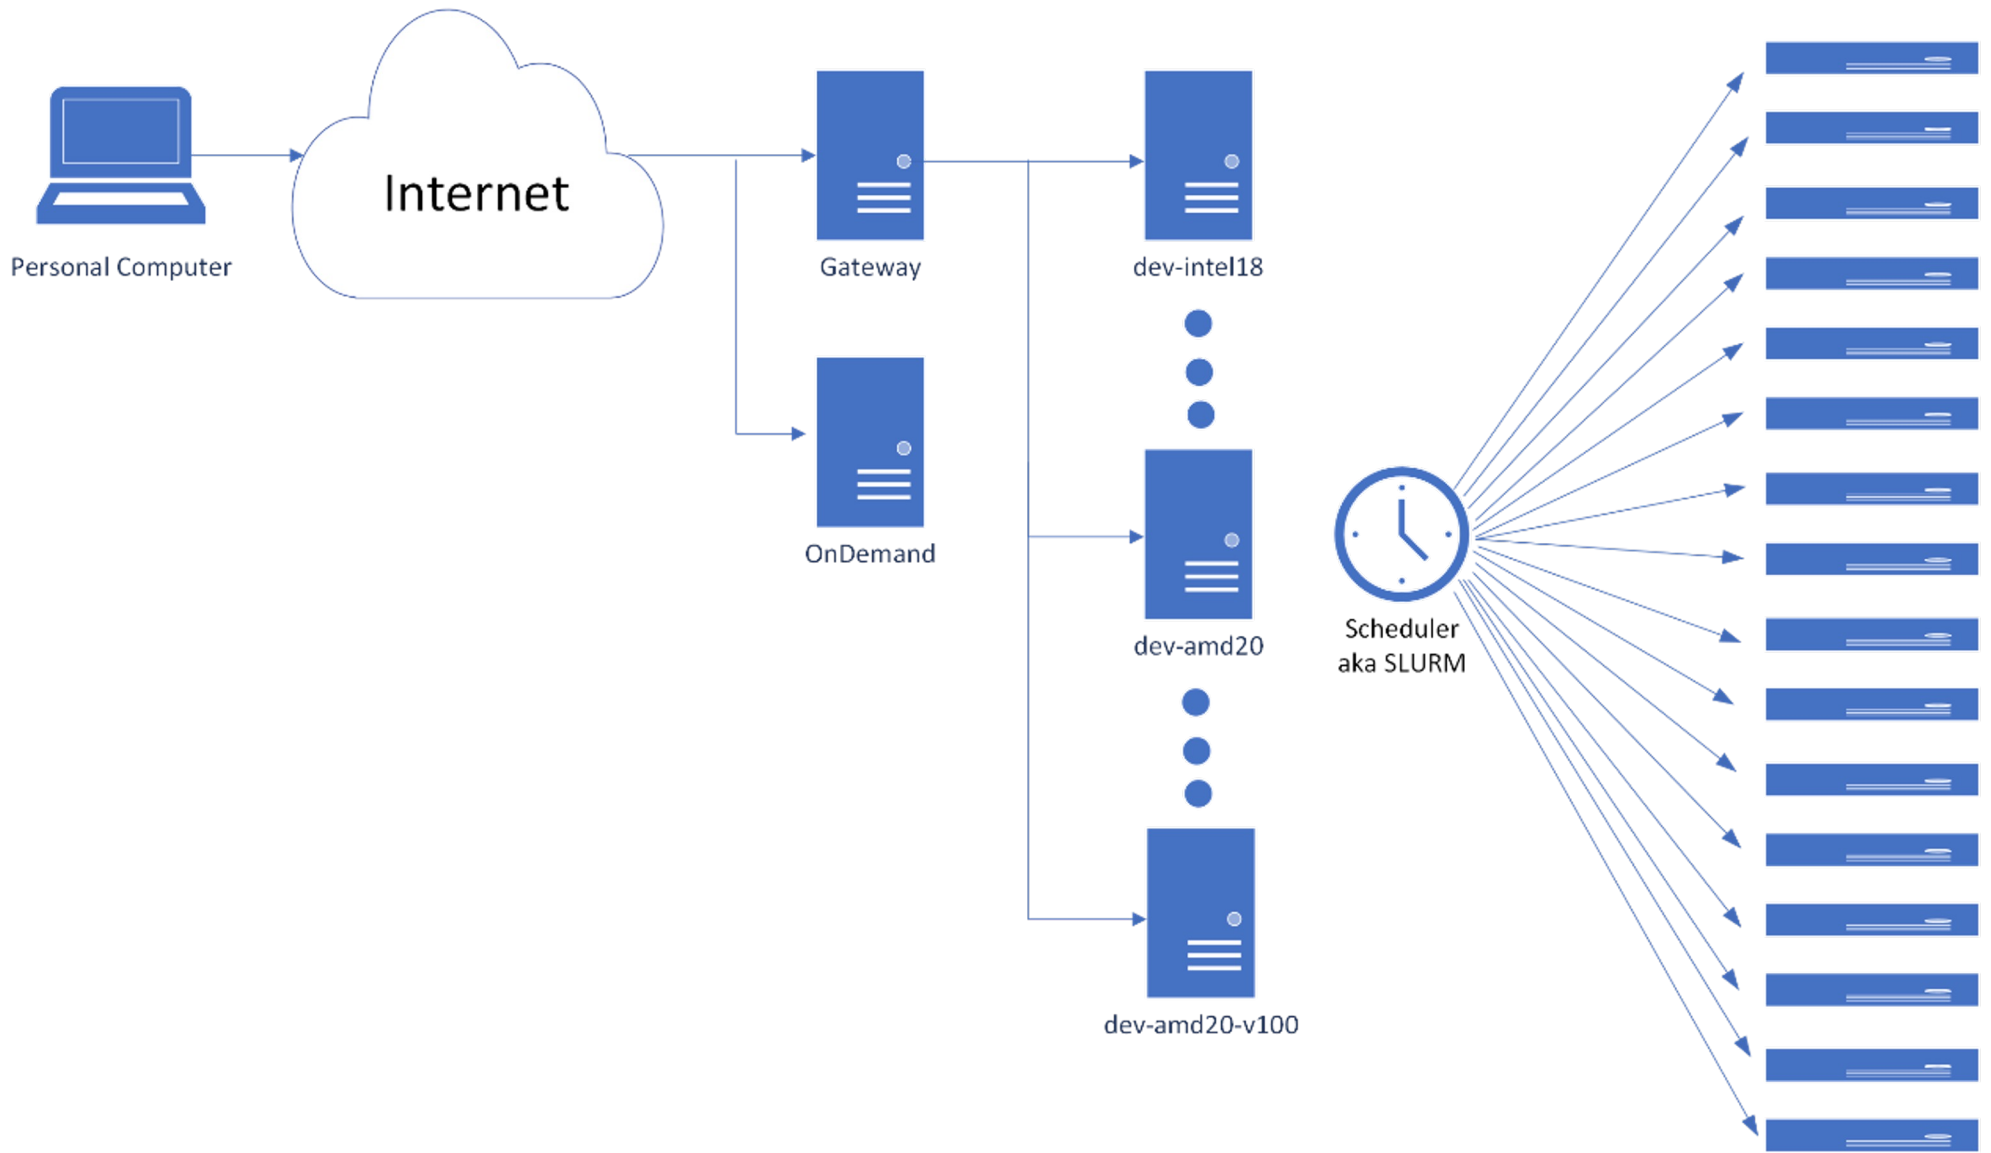 Internet
Personal Computer
Gateway
dev-intel18
OnDemand
dev-amd20
Scheduler
aka SLURM
dev-amd20-v100